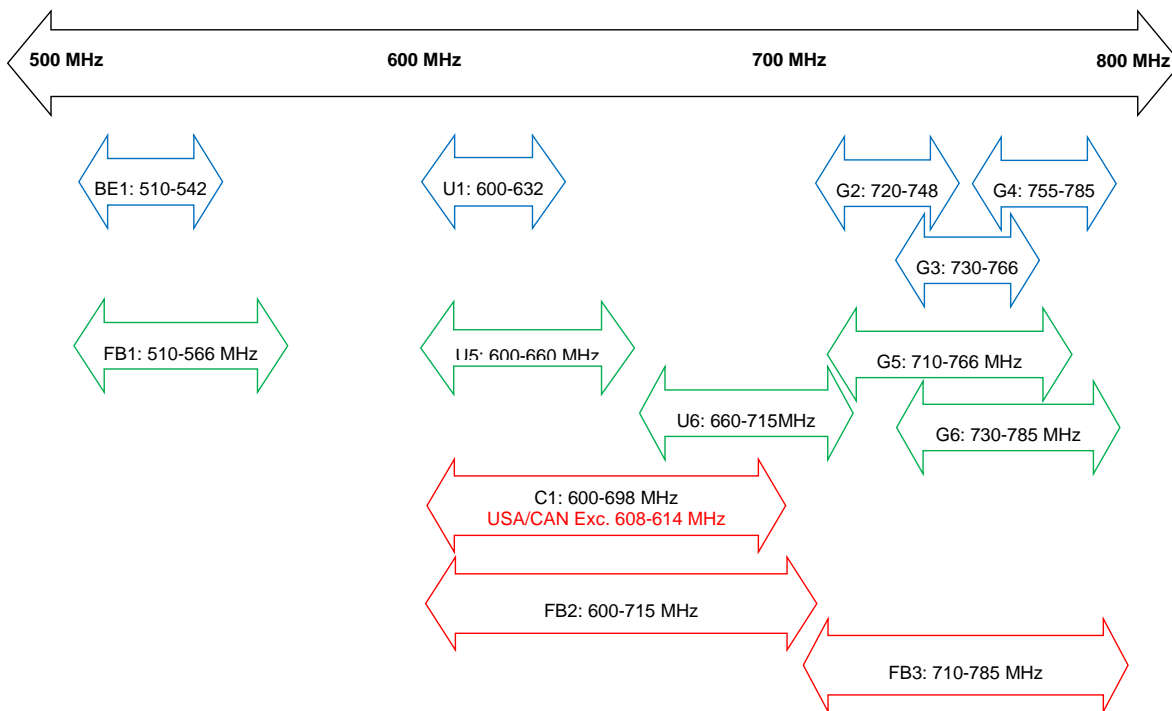 500 MHz 600 MHz 700 MHz 800 MHz
BE1: 510-542 U1: 600-632 G2: 720-748 G4: 755-785
G3: 730-766
FB1: 510-566 MHz U5: 600-660 MHz G5: 710-766 MHz
U6: 660-715MHz G6: 730-785 MHz
C1: 600-698 MHz
USA/CAN Exc. 608-614 MHz
FB2: 600-715 MHz
FB3: 710-785 MHz